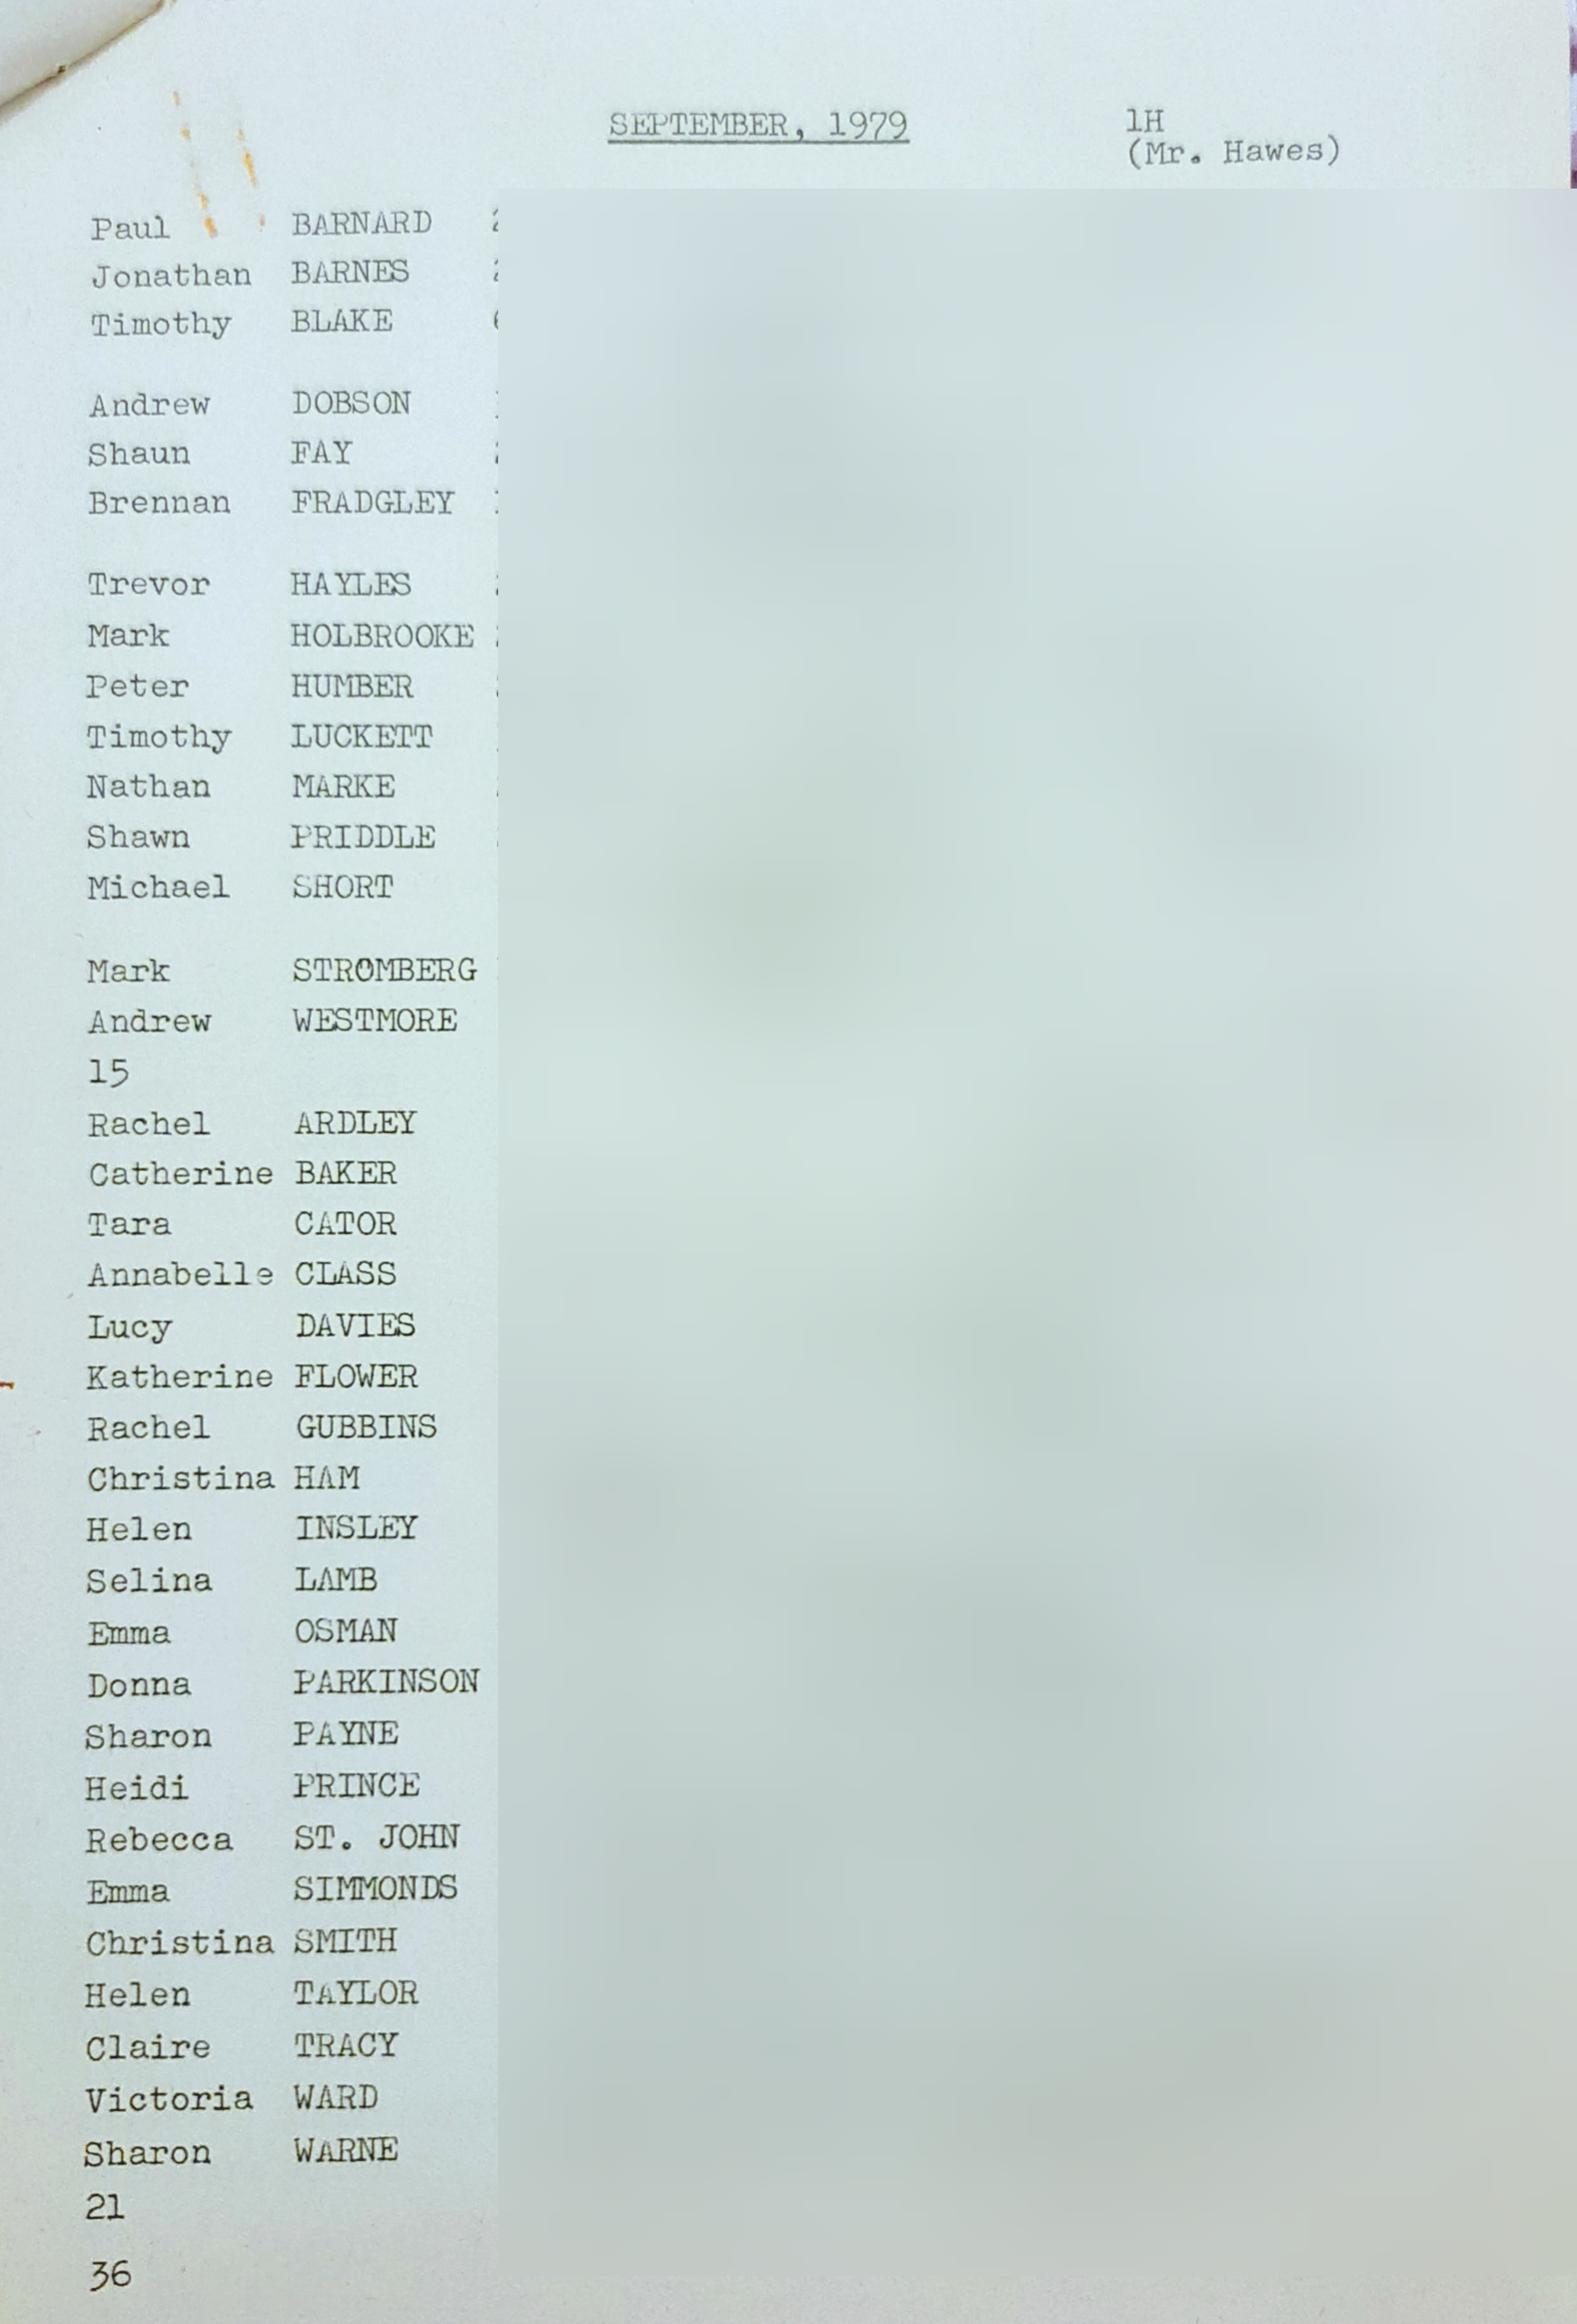 SEPTEMBER, 1979
1H
(Mr. Hawes)
Paul BARNARD
Jonathan BARNES
Timothy BLAKE
Andrew DOBSON
Shaun FAY
Brennan FRADGLEY
Trevor HAYLES
Mark HOLBROOKE
Peter HUMBER
Timothy LUCKETT
Nathan MARKE
Shawn PRIDDLE
Michael SHORT
Mark STROMBERG
Andrew WESTMORE
15
Rachel ARDLEY
Catherine BAKER
Tara CATOR
Annabelle CLASS
Lucy DAVIES
Katherine FLOWER
Rachel GUBBINS
Christina HAM
Helen INSLEY
Selina LAMB
Emma OSMAN
Donna PARKINSON
Sharon PAYNE
Heidi PRINCE
Rebecca ST. JOHN
Emma SIMMONDS
Christina SMITH
Helen TAYLOR
Claire TRACY
Victoria WARD
Sharon WARNE
21
36